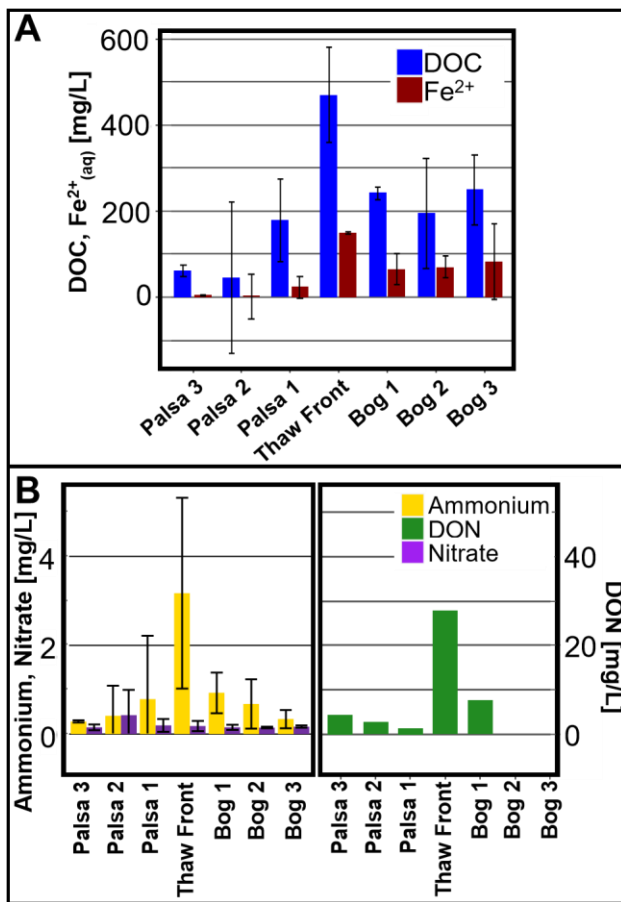 A
DOC, Fe²⁺(aq) [mg/L]
600
400
200
0
DOC
Fe²⁺
Palsa 3
Palsa 2
Palsa 1
Thaw Front
Bog 1
Bog 2
Bog 3
B
Ammonium, Nitrate [mg/L]
4
2
0
Palsa 3
Palsa 2
Palsa 1
Thaw Front
Bog 1
Bog 2
Bog 3
Ammonium
DON
Nitrate
40
20
0
DON [mg/L]
Palsa 3
Palsa 2
Palsa 1
Thaw Front
Bog 1
Bog 2
Bog 3